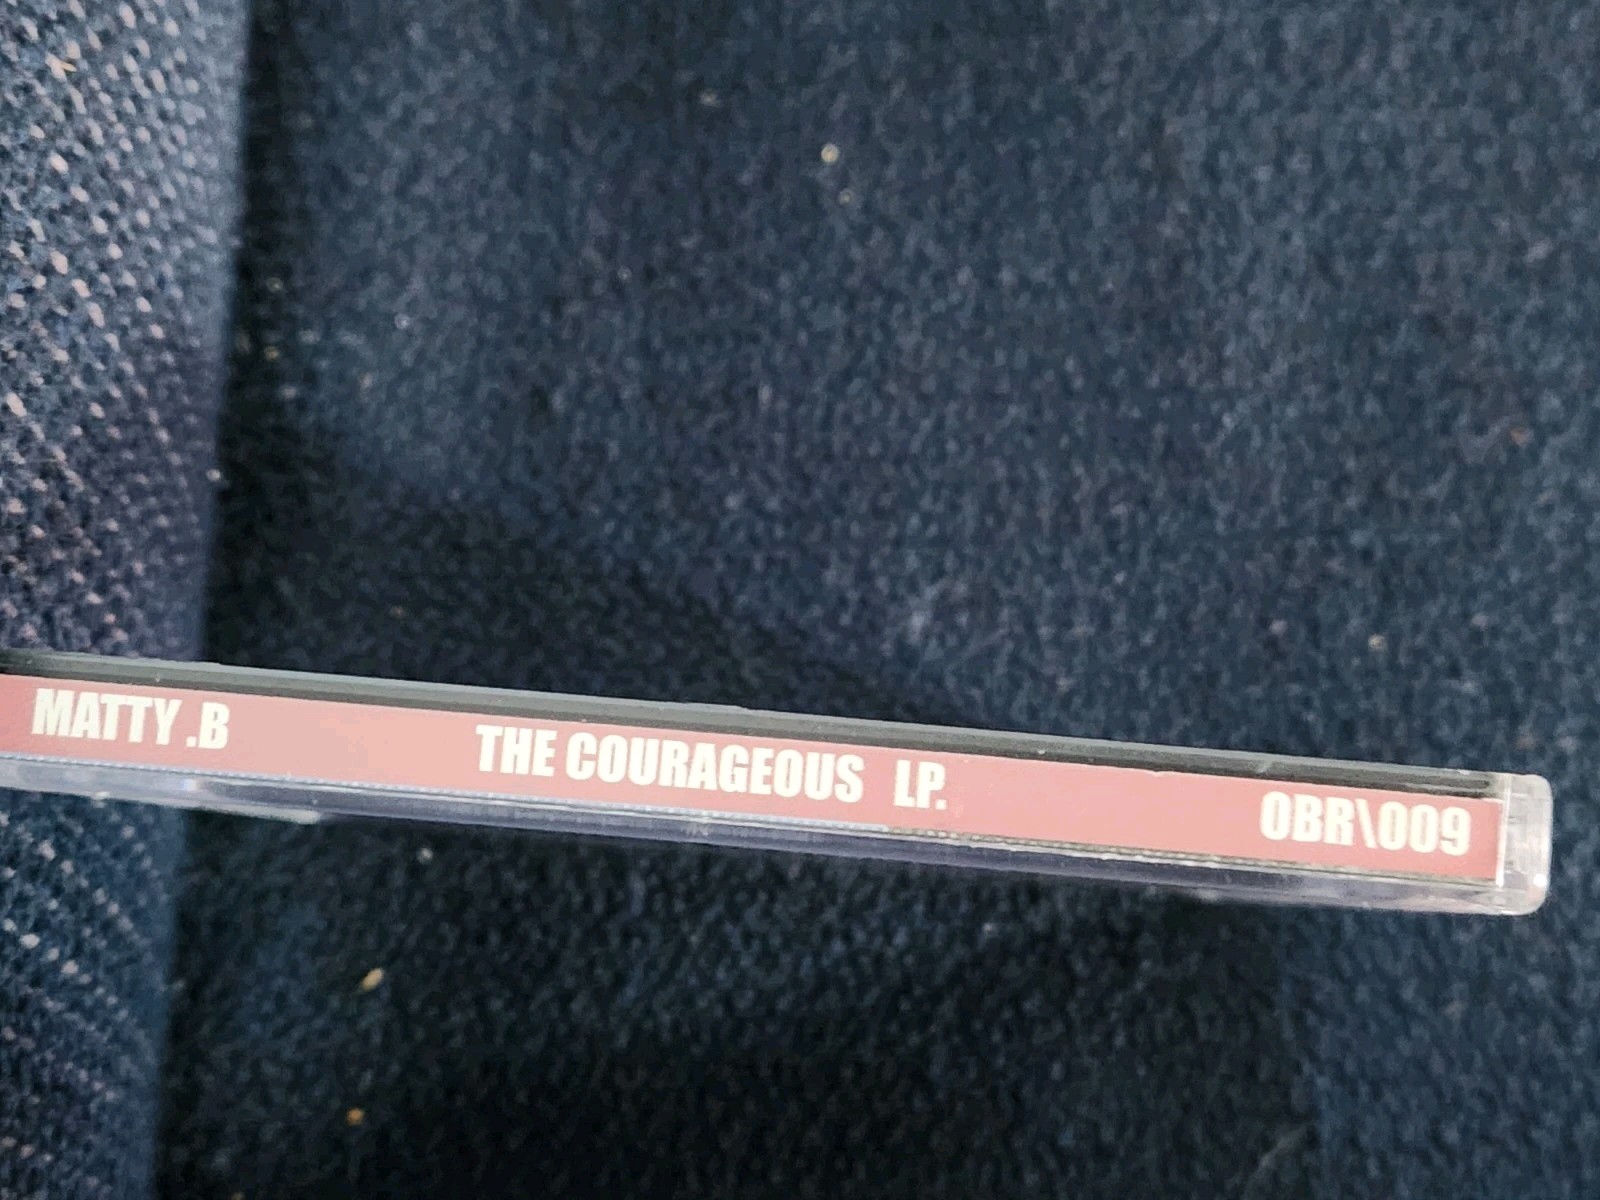 MATTY .B THE COURAGEOUS LP. OBR\009